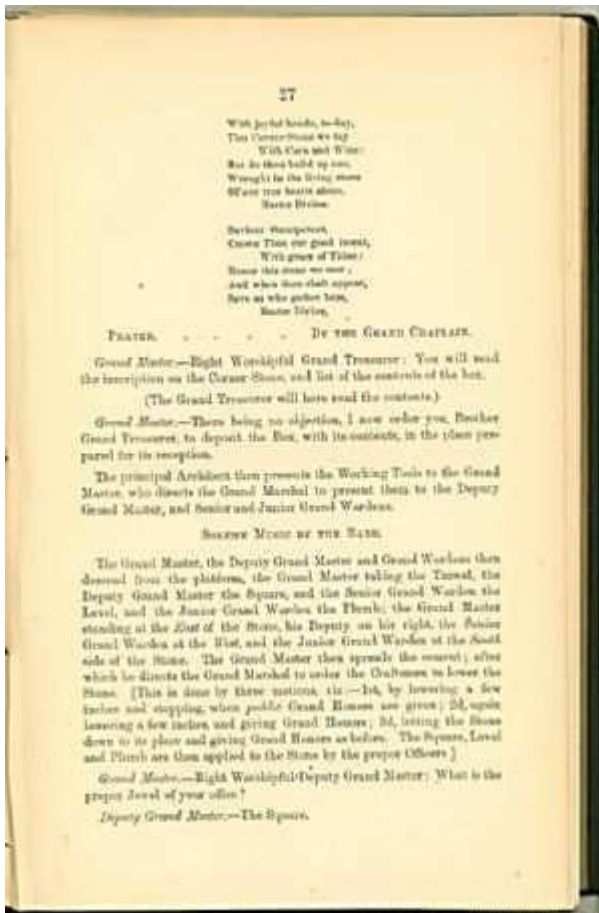 27
With joyful hands, to-day,
This Corner-Stone we lay
With Corn and Wine:
But do thou build up one,
Wrought in the living stone
Of our true hearts alone,
Master Divine.
Saviour Omnipotent,
Crown Thou our good intent,
With grace of Thine:
Honor this stone we rear;
And when thou shalt appear,
Save us who gather here,
Master Divine.
PRAYER, . . . . BY THE GRAND CHAPLAIN.
Grand Master.—Right Worshipful Grand Treasurer: You will read
the inscription on the Corner-Stone, and list of the contents of the box.
(The Grand Treasurer will here read the contents.)
Grand Master.—There being no objection, I now order you, Brother
Grand Treasurer, to deposit the Box, with its contents, in the place pre-
pared for its reception.
The principal Architect then presents the Working Tools to the Grand
Master, who directs the Grand Marshal to present them to the Deputy
Grand Master, and Senior and Junior Grand Wardens.
SOLEMN MUSIC BY THE BAND.
The Grand Master, the Deputy Grand Master and Grand Wardens then
descend from the platform, the Grand Master taking the Trowel, the
Deputy Grand Master the Square, and the Senior Grand Warden the
Level, and the Junior Grand Warden the Plumb; the Grand Master
standing at the East of the Stone, his Deputy on his right, the Senior
Grand Warden at the West, and the Junior Grand Warden at the South
side of the Stone. The Grand Master then spreads the cement; after
which he directs the Grand Marshal to order the Craftsmen to lower the
Stone. [This is done by three motions, viz:—1st, by lowering a few
inches and stopping, when public Grand Honors are given; 2d, again
lowering a few inches, and giving Grand Honors; 3d, letting the Stone
down to its place and giving Grand Honors as before. The Square, Level
and Plumb are then applied to the Stone by the proper Officers]
Grand Master.—Right Worshipful Deputy Grand Master: What is the
proper Jewel of your office?
Deputy Grand Master.—The Square.